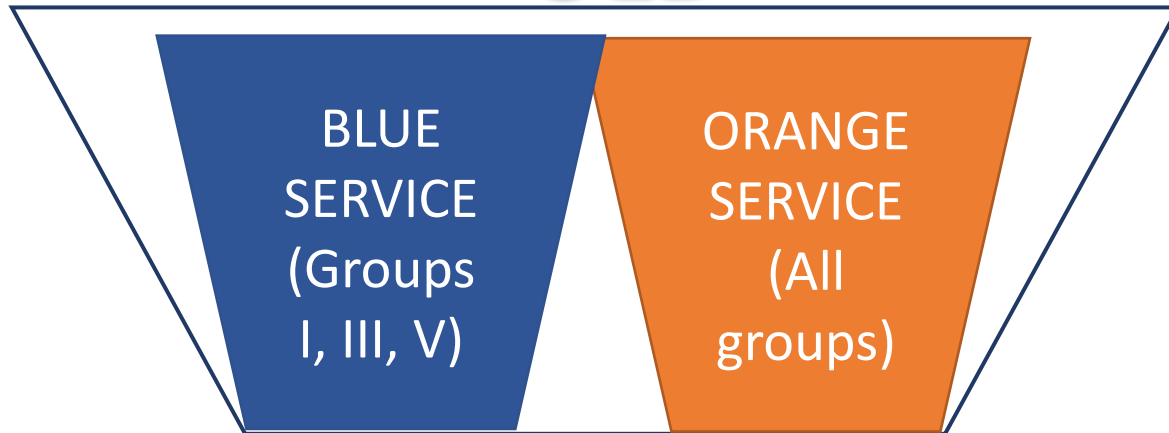 BLUE
SERVICE
(Groups
I, III, V)
ORANGE
SERVICE
(All
groups)